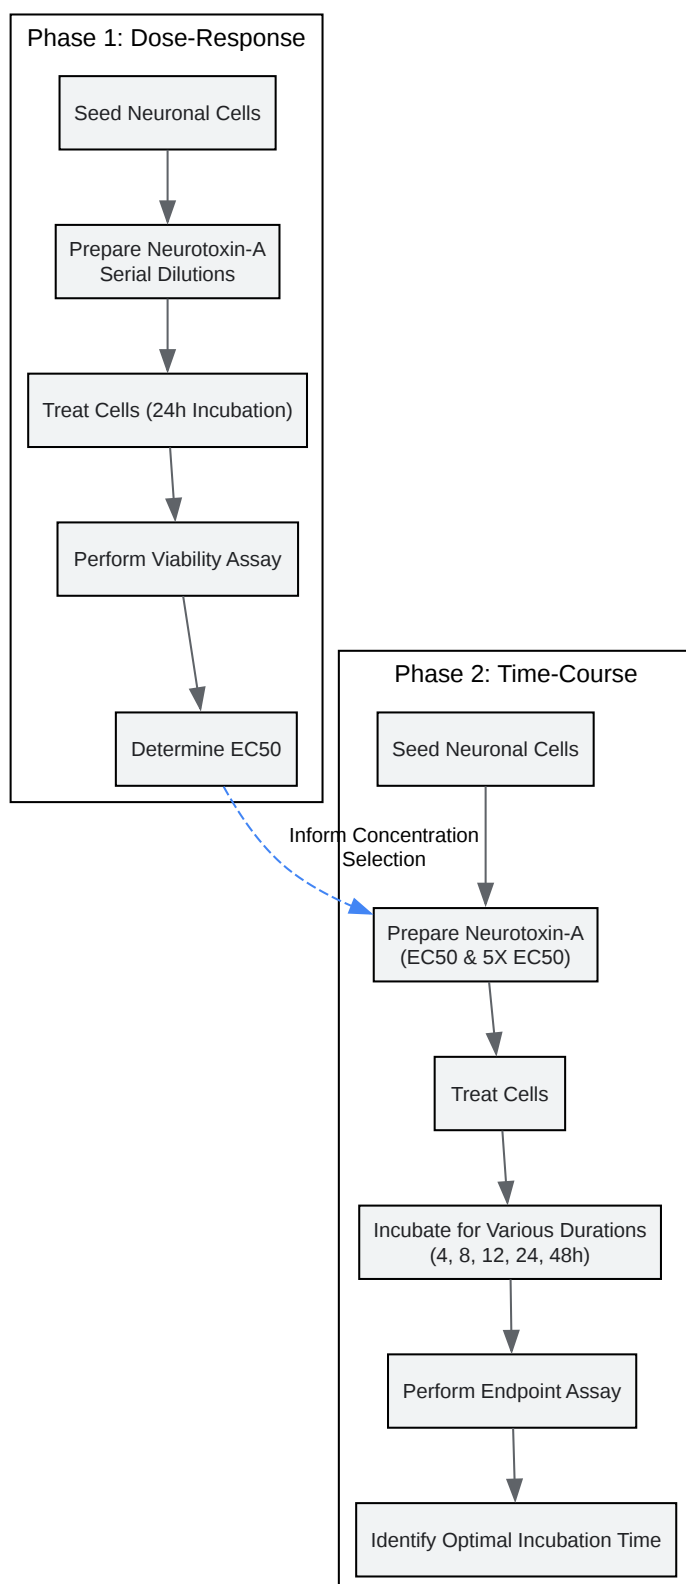 Phase 1: Dose-Response
Seed Neuronal Cells
Prepare Neurotoxin-A
Serial Dilutions
Treat Cells (24h Incubation)
Perform Viability Assay
Determine EC50
Phase 2: Time-Course
Seed Neuronal Cells
Inform Concentration
Selection
Prepare Neurotoxin-A
(EC50 & 5X EC50)
Treat Cells
Incubate for Various Durations
(4, 8, 12, 24, 48h)
Perform Endpoint Assay
Identify Optimal Incubation Time